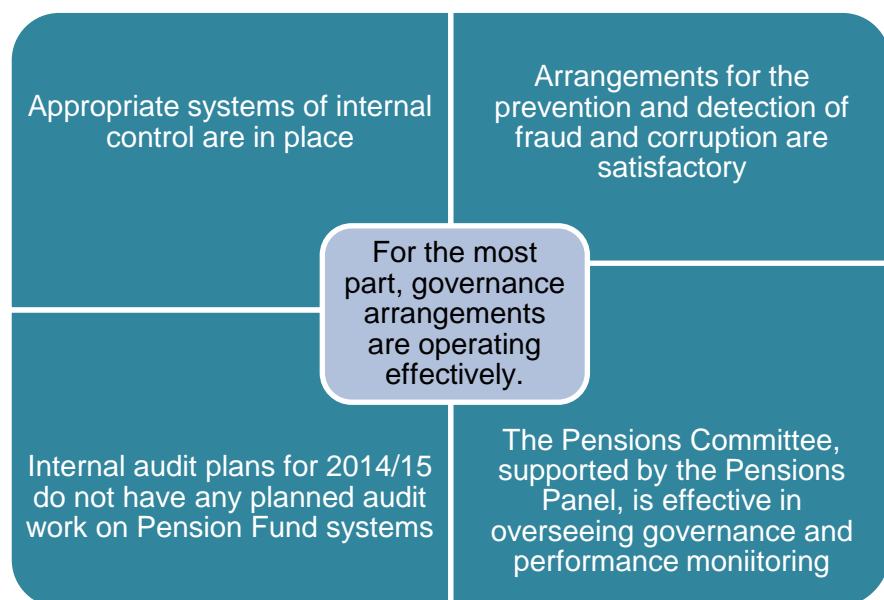 Appropriate systems of internal
control are in place
Arrangements for the
prevention and detection of
fraud and corruption are
satisfactory
For the most
part, governance
arrangements
are operating
effectively.
Internal audit plans for 2014/15
do not have any planned audit
work on Pension Fund systems
The Pensions Committee,
supported by the Pensions
Panel, is effective in
overseeing governance and
performance moniitoring